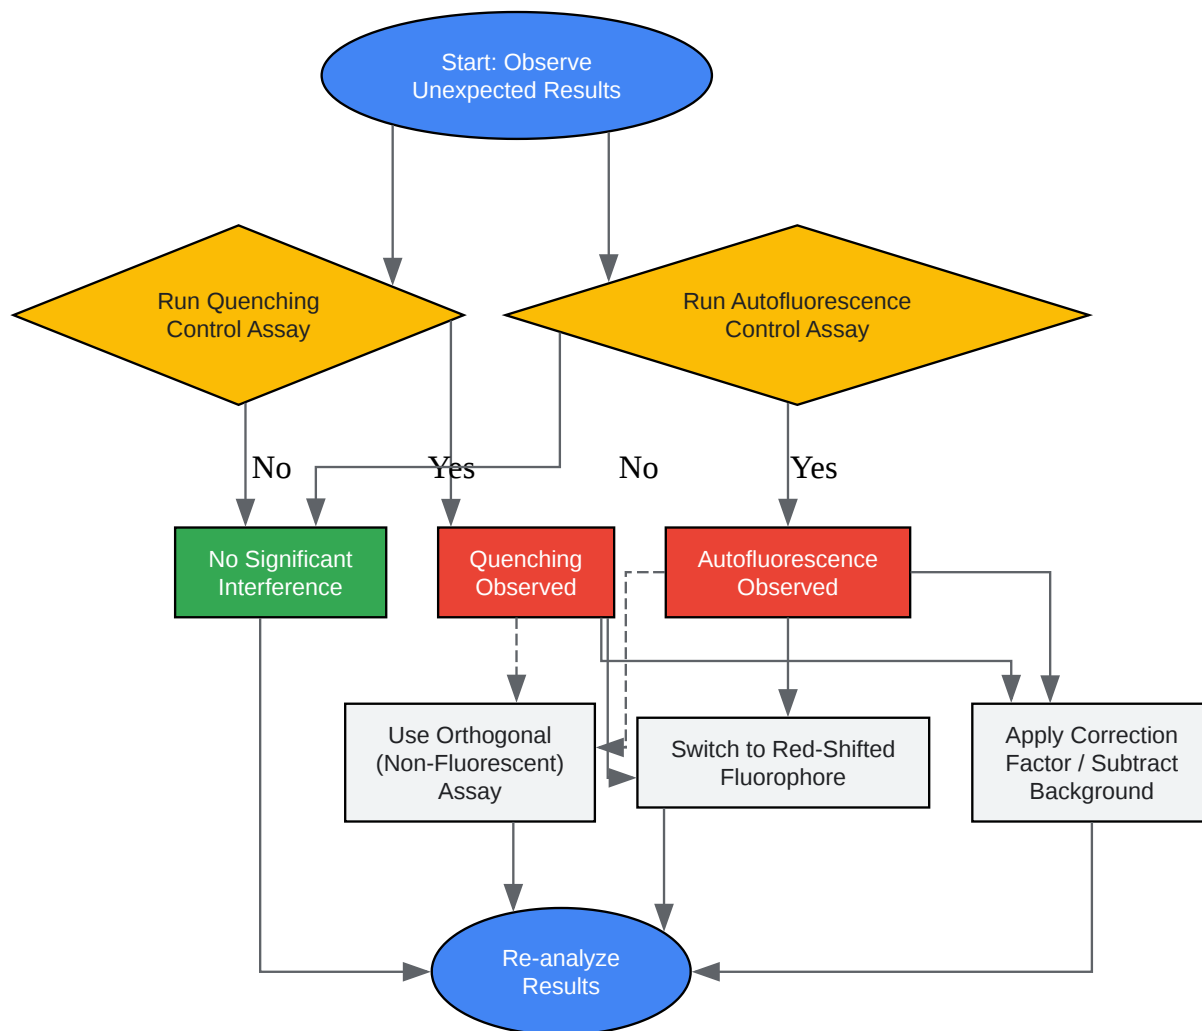 Start: Observe
Unexpected Results
Run Quenching
Control Assay
Run Autofluorescence
Control Assay
No
Yes
No
Yes
No Significant
Interference
Quenching
Observed
Autofluorescence
Observed
Use Orthogonal
(Non-Fluorescent)
Assay
Switch to Red-Shifted
Fluorophore
Apply Correction
Factor / Subtract
Background
Re-analyze
Results